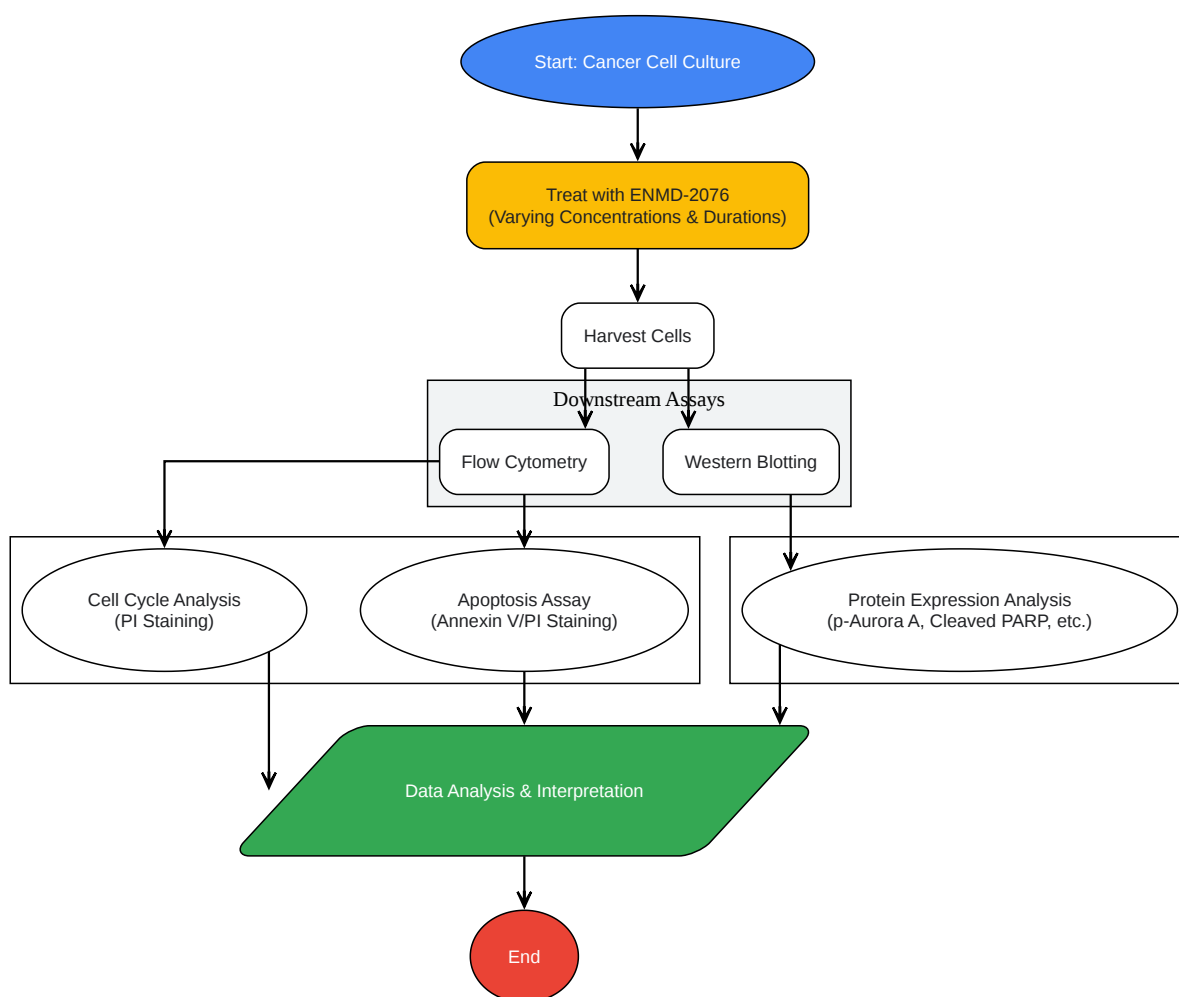 Start: Cancer Cell Culture
Treat with ENMD-2076
(Varying Concentrations & Durations)
Harvest Cells
Downstream Assays
Flow Cytometry
Western Blotting
Cell Cycle Analysis
(PI Staining)
Apoptosis Assay
(Annexin V/PI Staining)
Protein Expression Analysis
(p-Aurora A, Cleaved PARP, etc.)
Data Analysis & Interpretation
End